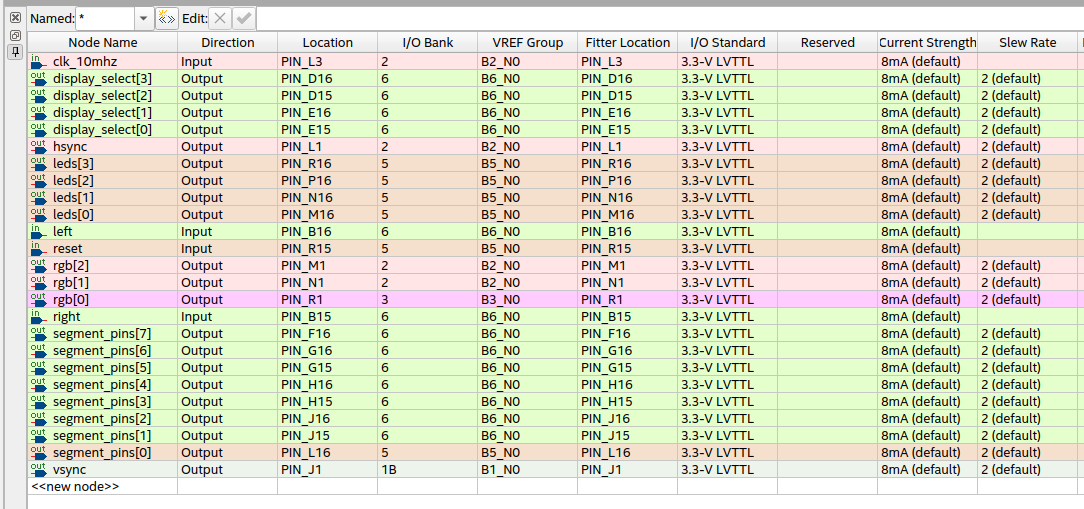 Named: * Edit:
Node Name Direction Location I/O Bank VREF Group Fitter Location I/O Standard Reserved Current Strength Slew Rate
in clk_10mhz Input PIN_L3 2 B2_N0 PIN_L3 3.3-V LVTTL 8mA (default)
out display_select[3] Output PIN_D16 6 B6_N0 PIN_D16 3.3-V LVTTL 8mA (default) 2 (default)
out display_select[2] Output PIN_D15 6 B6_N0 PIN_D15 3.3-V LVTTL 8mA (default) 2 (default)
out display_select[1] Output PIN_E16 6 B6_N0 PIN_E16 3.3-V LVTTL 8mA (default) 2 (default)
out display_select[0] Output PIN_E15 6 B6_N0 PIN_E15 3.3-V LVTTL 8mA (default) 2 (default)
out hsync Output PIN_L1 2 B2_N0 PIN_L1 3.3-V LVTTL 8mA (default) 2 (default)
out leds[3] Output PIN_R16 5 B5_N0 PIN_R16 3.3-V LVTTL 8mA (default) 2 (default)
out leds[2] Output PIN_P16 5 B5_N0 PIN_P16 3.3-V LVTTL 8mA (default) 2 (default)
out leds[1] Output PIN_N16 5 B5_N0 PIN_N16 3.3-V LVTTL 8mA (default) 2 (default)
out leds[0] Output PIN_M16 5 B5_N0 PIN_M16 3.3-V LVTTL 8mA (default) 2 (default)
in left Input PIN_B16 6 B6_N0 PIN_B16 3.3-V LVTTL 8mA (default)
in reset Input PIN_R15 5 B5_N0 PIN_R15 3.3-V LVTTL 8mA (default)
out rgb[2] Output PIN_M1 2 B2_N0 PIN_M1 3.3-V LVTTL 8mA (default) 2 (default)
out rgb[1] Output PIN_N1 2 B2_N0 PIN_N1 3.3-V LVTTL 8mA (default) 2 (default)
out rgb[0] Output PIN_R1 3 B3_N0 PIN_R1 3.3-V LVTTL 8mA (default) 2 (default)
in right Input PIN_B15 6 B6_N0 PIN_B15 3.3-V LVTTL 8mA (default)
out segment_pins[7] Output PIN_F16 6 B6_N0 PIN_F16 3.3-V LVTTL 8mA (default) 2 (default)
out segment_pins[6] Output PIN_G16 6 B6_N0 PIN_G16 3.3-V LVTTL 8mA (default) 2 (default)
out segment_pins[5] Output PIN_G15 6 B6_N0 PIN_G15 3.3-V LVTTL 8mA (default) 2 (default)
out segment_pins[4] Output PIN_H16 6 B6_N0 PIN_H16 3.3-V LVTTL 8mA (default) 2 (default)
out segment_pins[3] Output PIN_H15 6 B6_N0 PIN_H15 3.3-V LVTTL 8mA (default) 2 (default)
out segment_pins[2] Output PIN_J16 6 B6_N0 PIN_J16 3.3-V LVTTL 8mA (default) 2 (default)
out segment_pins[1] Output PIN_J15 6 B6_N0 PIN_J15 3.3-V LVTTL 8mA (default) 2 (default)
out segment_pins[0] Output PIN_L16 5 B5_N0 PIN_L16 3.3-V LVTTL 8mA (default) 2 (default)
out vsync Output PIN_J1 1B B1_N0 PIN_J1 3.3-V LVTTL 8mA (default) 2 (default)
<<new node>>